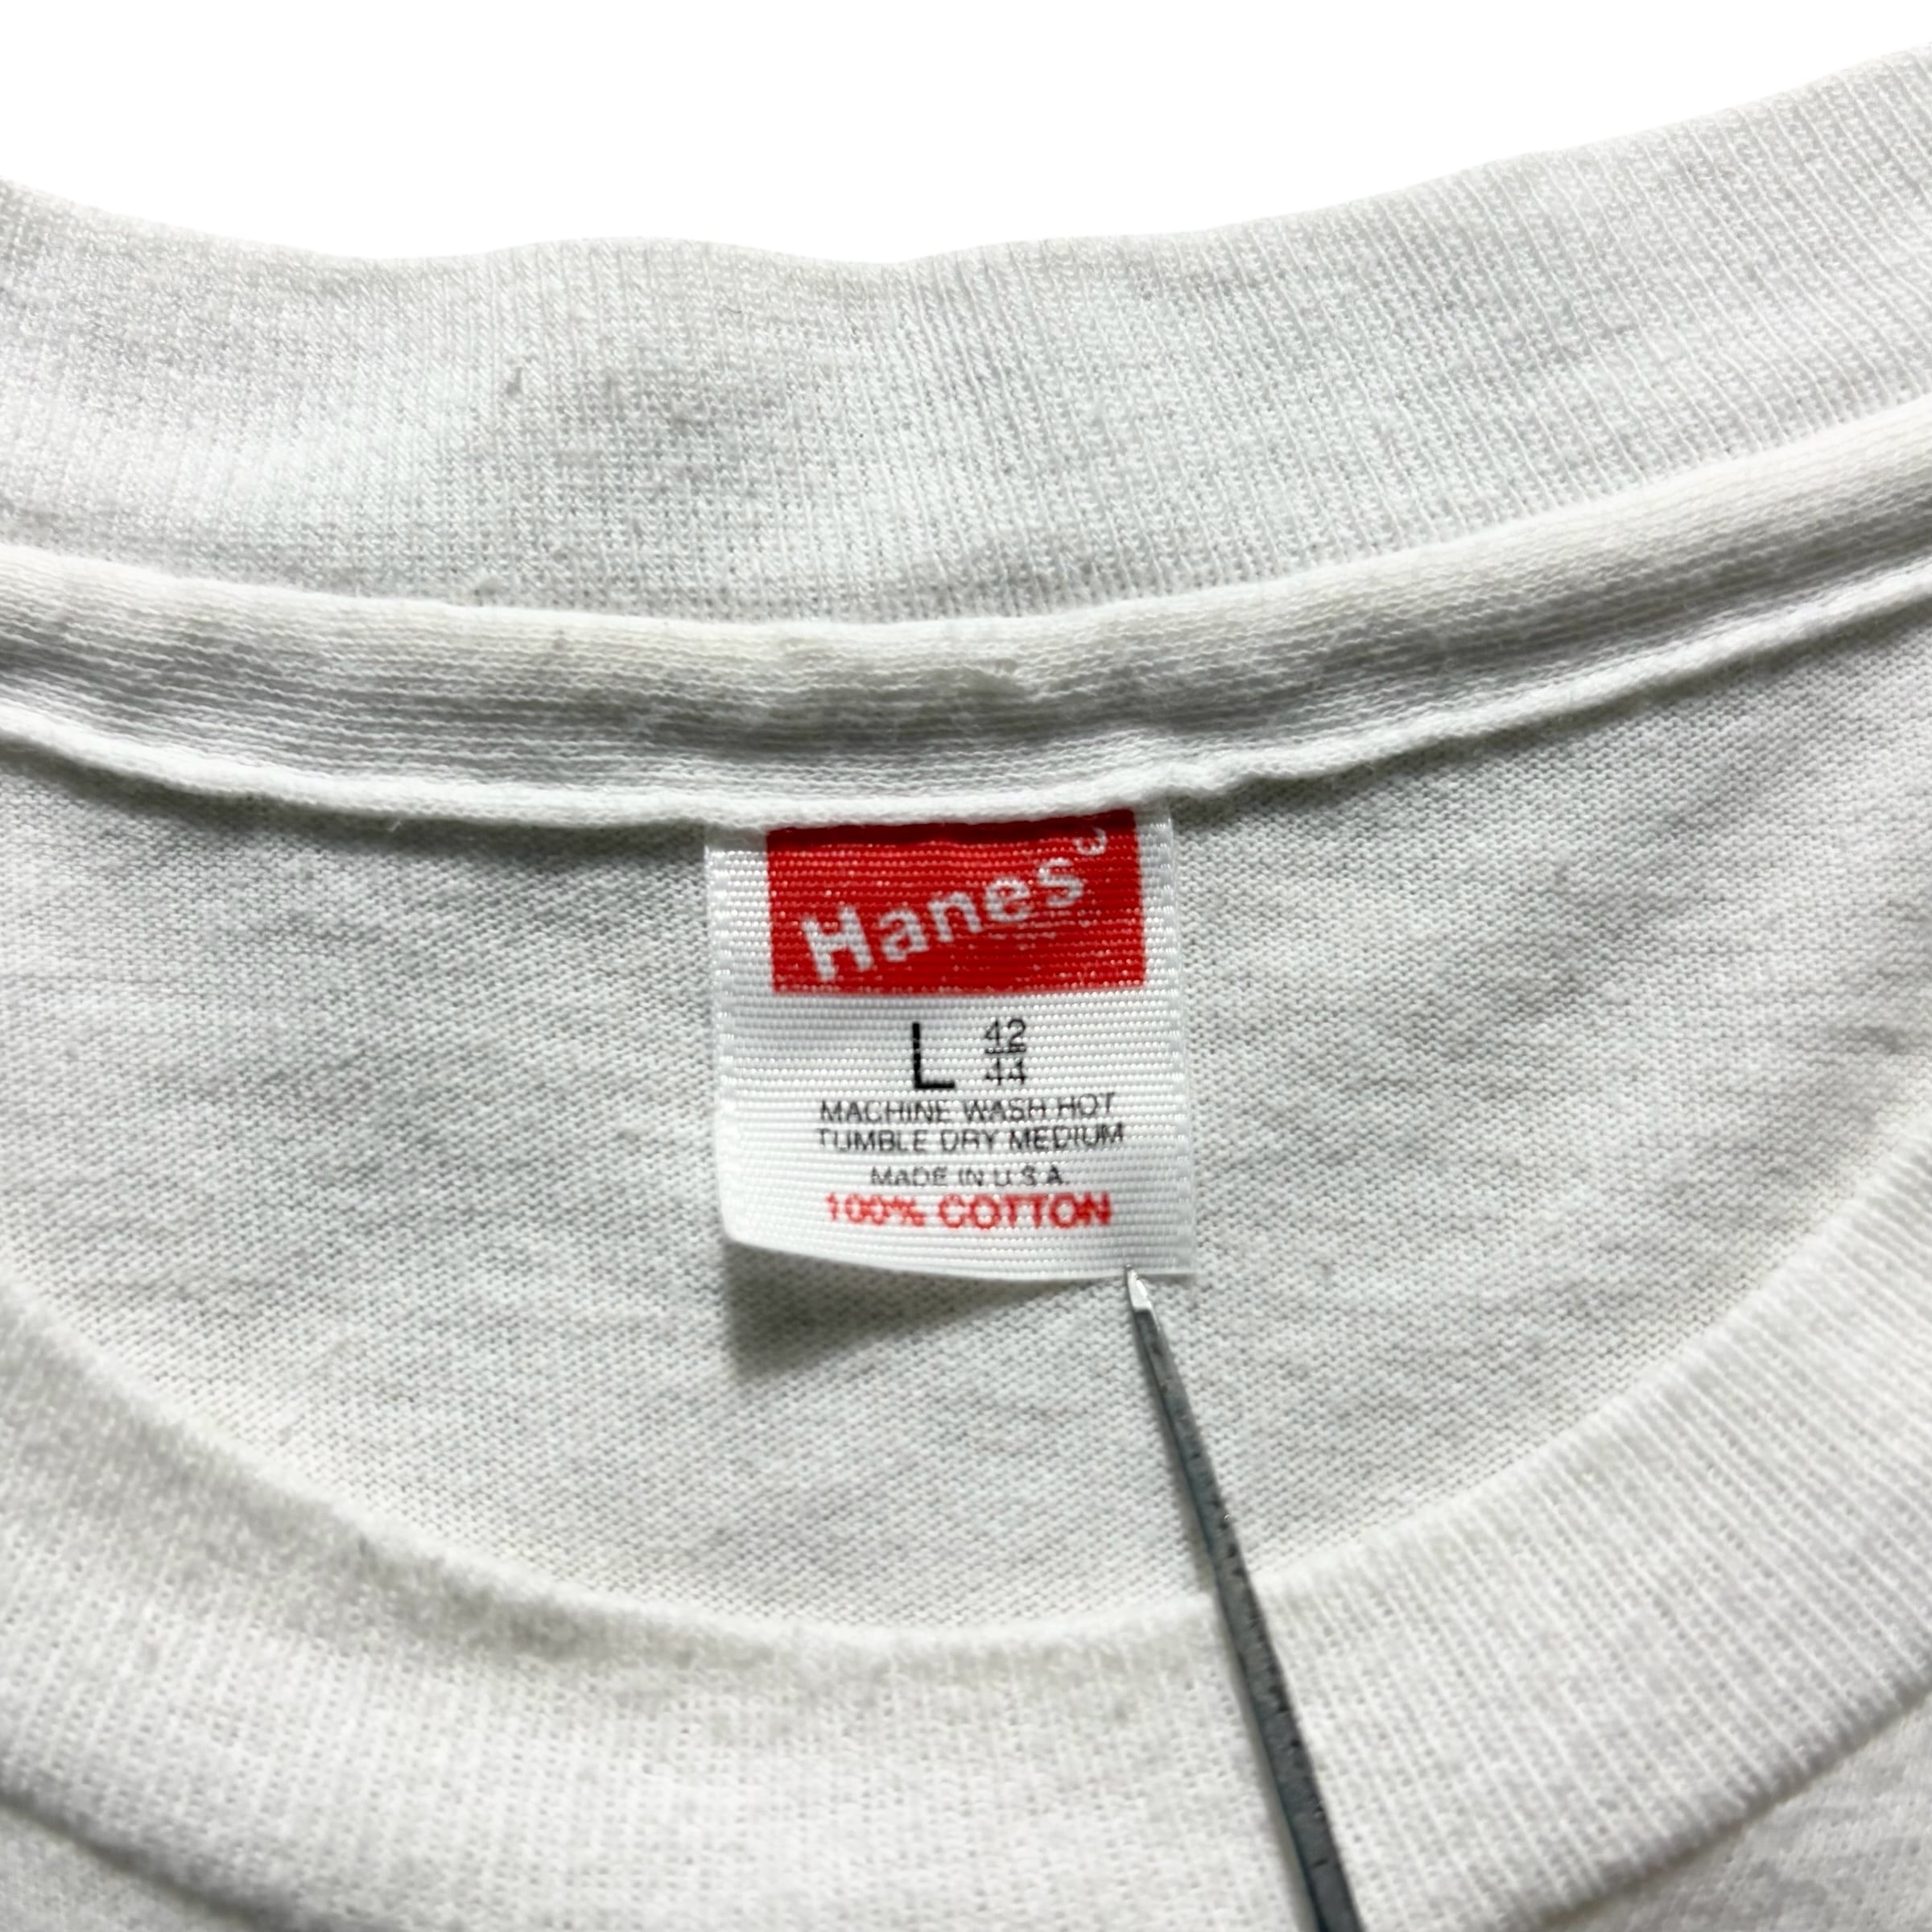 Hanes
L 42
44
MACHINE WASH HOT
TUMBLE DRY MEDIUM
MADE IN U.S.A.
100% COTTON